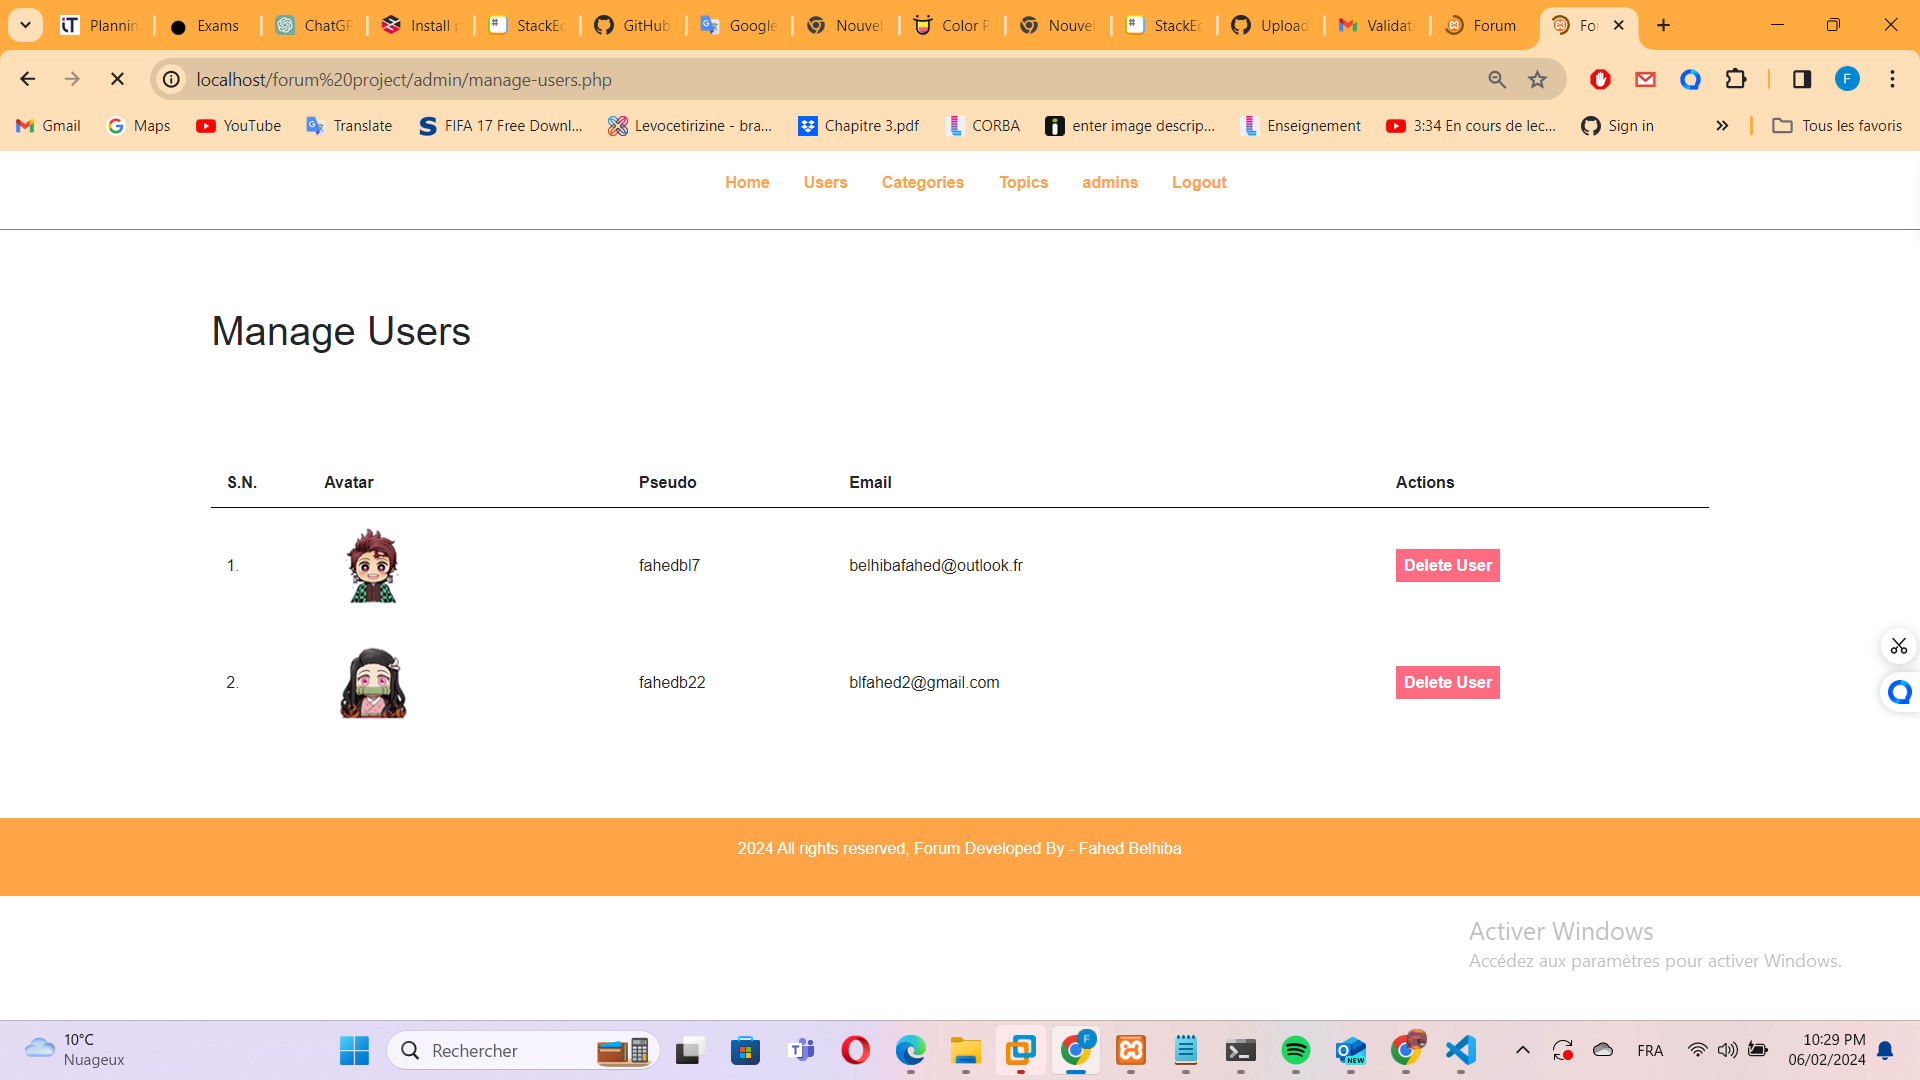 Plannin
Exams
ChatGP
Install p
StackEd
GitHub
Google
Nouvel
Color P
Nouvel
StackEd
Upload
Validati
Forum
For
localhost/forum%20project/admin/manage-users.php
F
Gmail
Maps
YouTube
Translate
FIFA 17 Free Downl...
Levocetirizine - bra...
Chapitre 3.pdf
CORBA
enter image descrip...
Enseignement
3:34 En cours de lec...
Sign in
Tous les favoris
Home
Users
Categories
Topics
admins
Logout
Manage Users
S.N. Avatar Pseudo Email Actions
1. fahedbl7 belhibafahed@outlook.fr Delete User
2. fahedb22 blfahed2@gmail.com Delete User
2024 All rights reserved, Forum Developed By - Fahed Belhiba
Activer Windows
Accédez aux paramètres pour activer Windows.
10°C
Nuageux
Rechercher
F
NEW
FRA
10:29 PM
06/02/2024